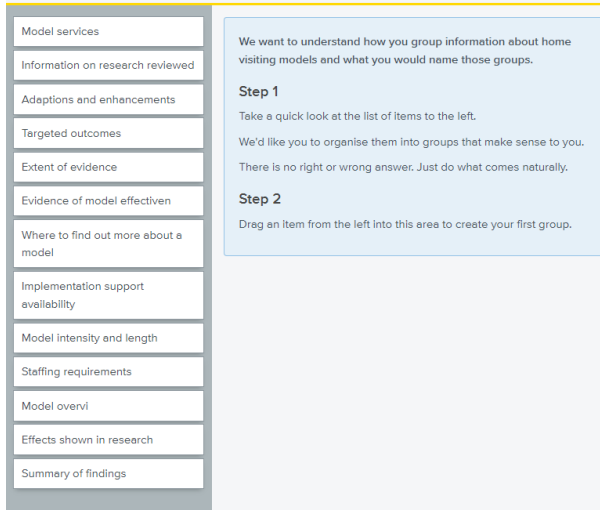 Model services
Information on research reviewed
Adaptions and enhancements
Targeted outcomes
Extent of evidence
Evidence of model effectiven
Where to find out more about a
model
Implementation support
availability
Model intensity and length
Staffing requirements
Model overvi
Effects shown in research
Summary of findings
We want to understand how you group information about home
visiting models and what you would name those groups.
Step 1
Take a quick look at the list of items to the left.
We'd like you to organise them into groups that make sense to you.
There is no right or wrong answer. Just do what comes naturally.
Step 2
Drag an item from the left into this area to create your first group.